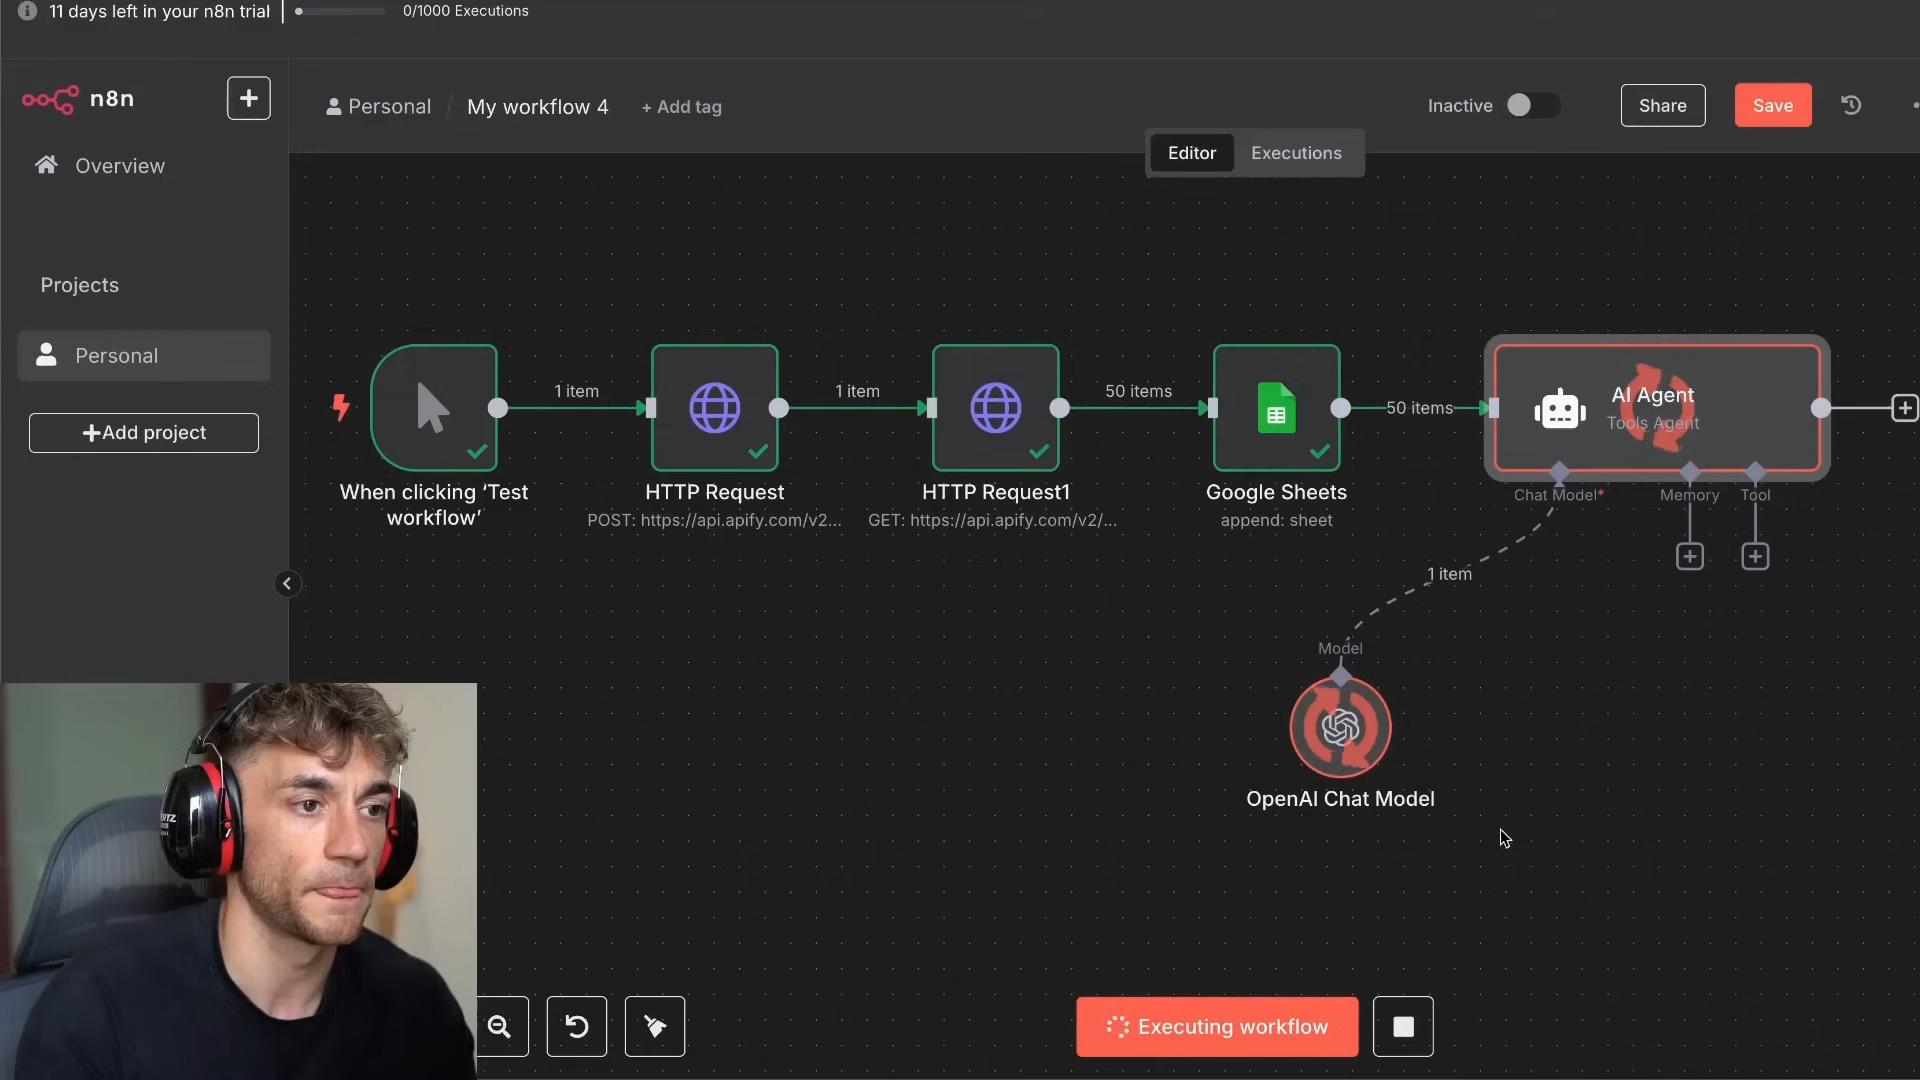 11 days left in your n8n trial
0/1000 Executions
n8n
Personal / My workflow 4 + Add tag
Inactive
Share
Save
Editor Executions
Overview
Projects
Personal
+Add project
1 item
1 item
50 items
50 items
AI Agent
Tools Agent
When clicking ‘Test
workflow’
HTTP Request
POST: https://api.apify.com/v2...
HTTP Request1
GET: https://api.apify.com/v2/...
Google Sheets
append: sheet
Chat Model*
Memory
Tool
1 item
Model
OpenAI Chat Model
Executing workflow